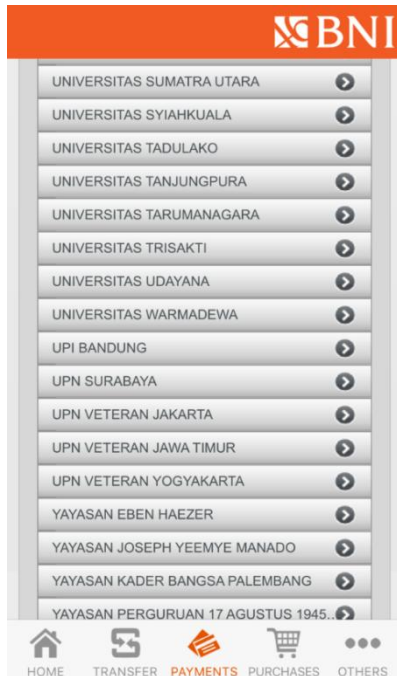 BNI
UNIVERSITAS SUMATRA UTARA
UNIVERSITAS SYIAHKUALA
UNIVERSITAS TADULAKO
UNIVERSITAS TANJUNGPURA
UNIVERSITAS TARUMANAGARA
UNIVERSITAS TRISAKTI
UNIVERSITAS UDAYANA
UNIVERSITAS WARMADEWA
UPI BANDUNG
UPN SURABAYA
UPN VETERAN JAKARTA
UPN VETERAN JAWA TIMUR
UPN VETERAN YOGYAKARTA
YAYASAN EBEN HAEZER
YAYASAN JOSEPH YEEMYE MANADO
YAYASAN KADER BANGSA PALEMBANG
YAYASAN PERGURUAN 17 AGUSTUS 1945..
HOME TRANSFER PAYMENTS PURCHASES OTHERS